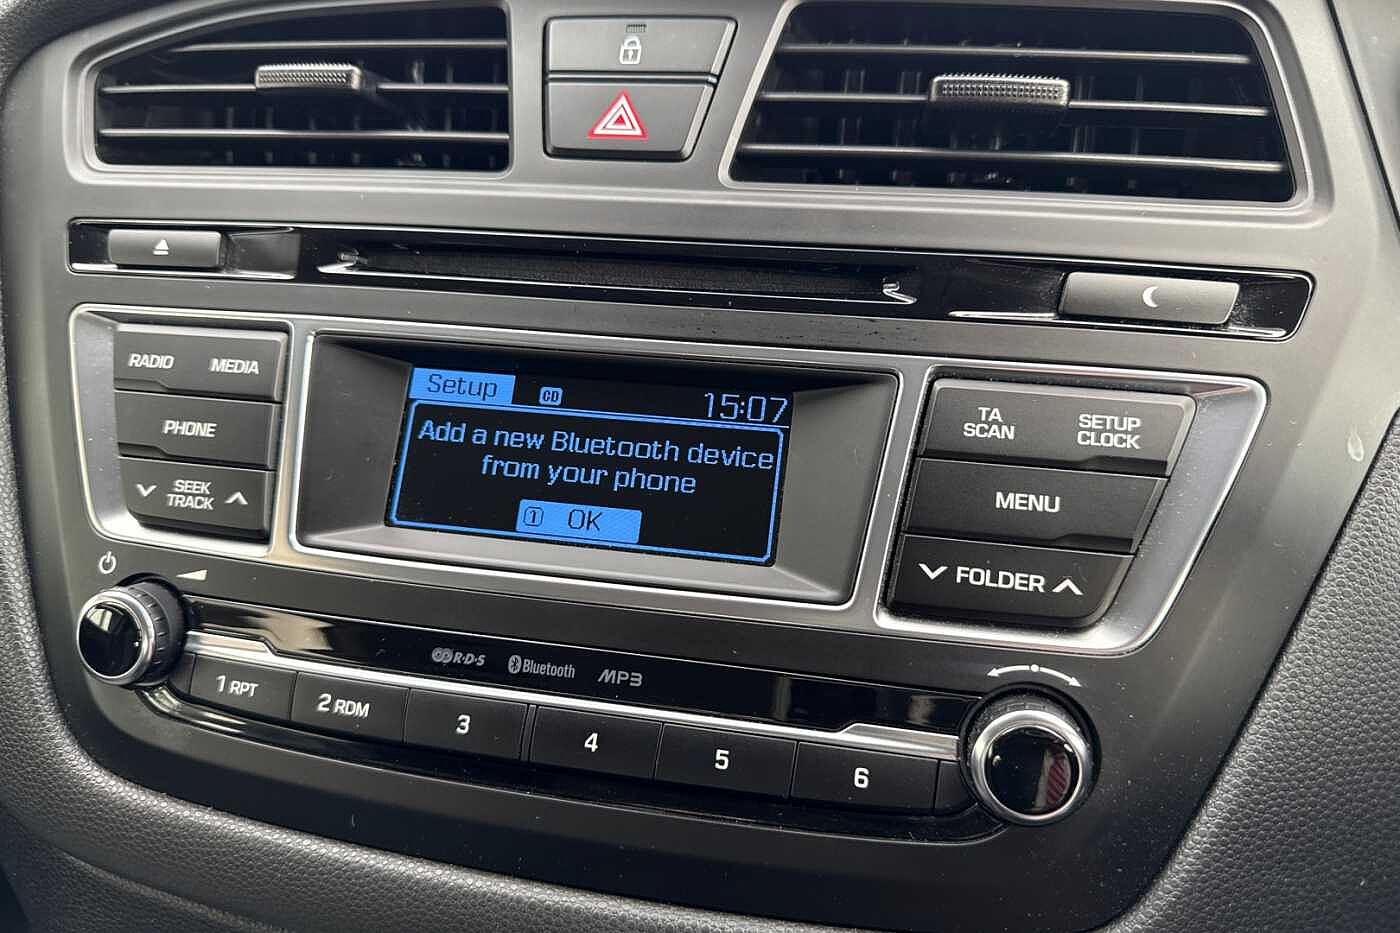 RADIO MEDIA
PHONE
SEEK
TRACK
Setup CD 15:07
Add a new Bluetooth device
from your phone
1 OK
TA
SCAN
SETUP
CLOCK
MENU
FOLDER
R·D·S Bluetooth MP3
1 RPT 2 RDM 3 4 5 6